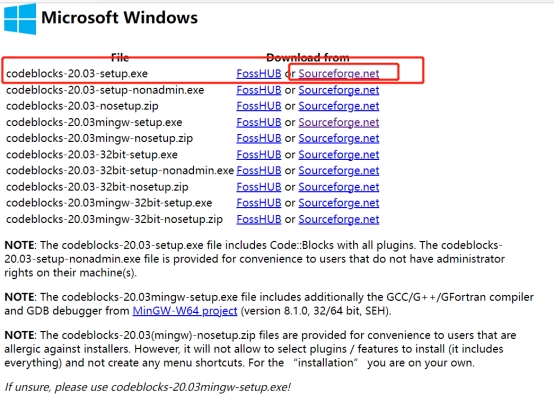 Microsoft Windows
File Download from
codeblocks-20.03-setup.exe FossHUB or Sourceforge.net
codeblocks-20.03-setup-nonadmin.exe FossHUB or Sourceforge.net
codeblocks-20.03-nosetup.zip FossHUB or Sourceforge.net
codeblocks-20.03mingw-setup.exe FossHUB or Sourceforge.net
codeblocks-20.03mingw-nosetup.zip FossHUB or Sourceforge.net
codeblocks-20.03-32bit-setup.exe FossHUB or Sourceforge.net
codeblocks-20.03-32bit-setup-nonadmin.exe FossHUB or Sourceforge.net
codeblocks-20.03-32bit-nosetup.zip FossHUB or Sourceforge.net
codeblocks-20.03mingw-32bit-setup.exe FossHUB or Sourceforge.net
codeblocks-20.03mingw-32bit-nosetup.zip FossHUB or Sourceforge.net
NOTE: The codeblocks-20.03-setup.exe file includes Code::Blocks with all plugins. The codeblocks-
20.03-setup-nonadmin.exe file is provided for convenience to users that do not have administrator
rights on their machine(s).
NOTE: The codeblocks-20.03mingw-setup.exe file includes additionally the GCC/G++/GFortran compiler
and GDB debugger from MinGW-W64 project (version 8.1.0, 32/64 bit, SEH).
NOTE: The codeblocks-20.03(mingw)-nosetup.zip files are provided for convenience to users that are
allergic against installers. However, it will not allow to select plugins / features to install (it includes
everything) and not create any menu shortcuts. For the “installation” you are on your own.
If unsure, please use codeblocks-20.03mingw-setup.exe!